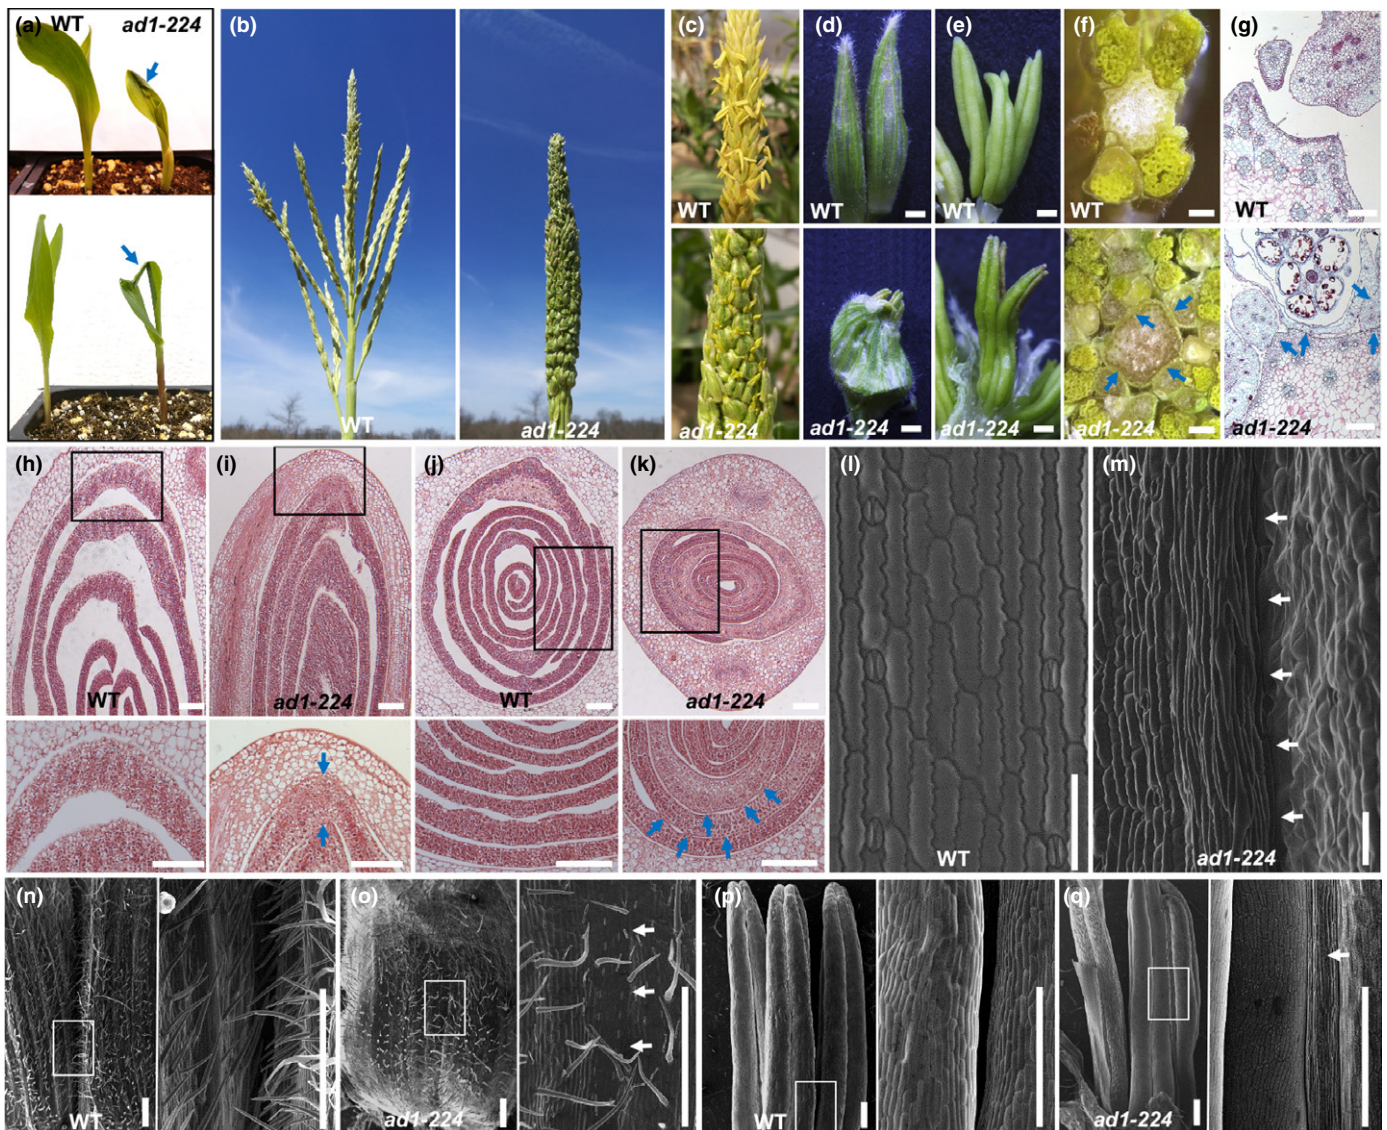 (a) WT ad1-224
(b)
WT
ad1-224
(c)
WT
ad1-224
(d)
WT
ad1-224
(e)
WT
ad1-224
(f)
WT
ad1-224
(g)
WT
ad1-224
(h)
WT
(i)
ad1-224
(j)
WT
(k)
ad1-224
(l)
WT
(m)
ad1-224
(n)
WT
(o)
ad1-224
(p)
WT
(q)
ad1-224